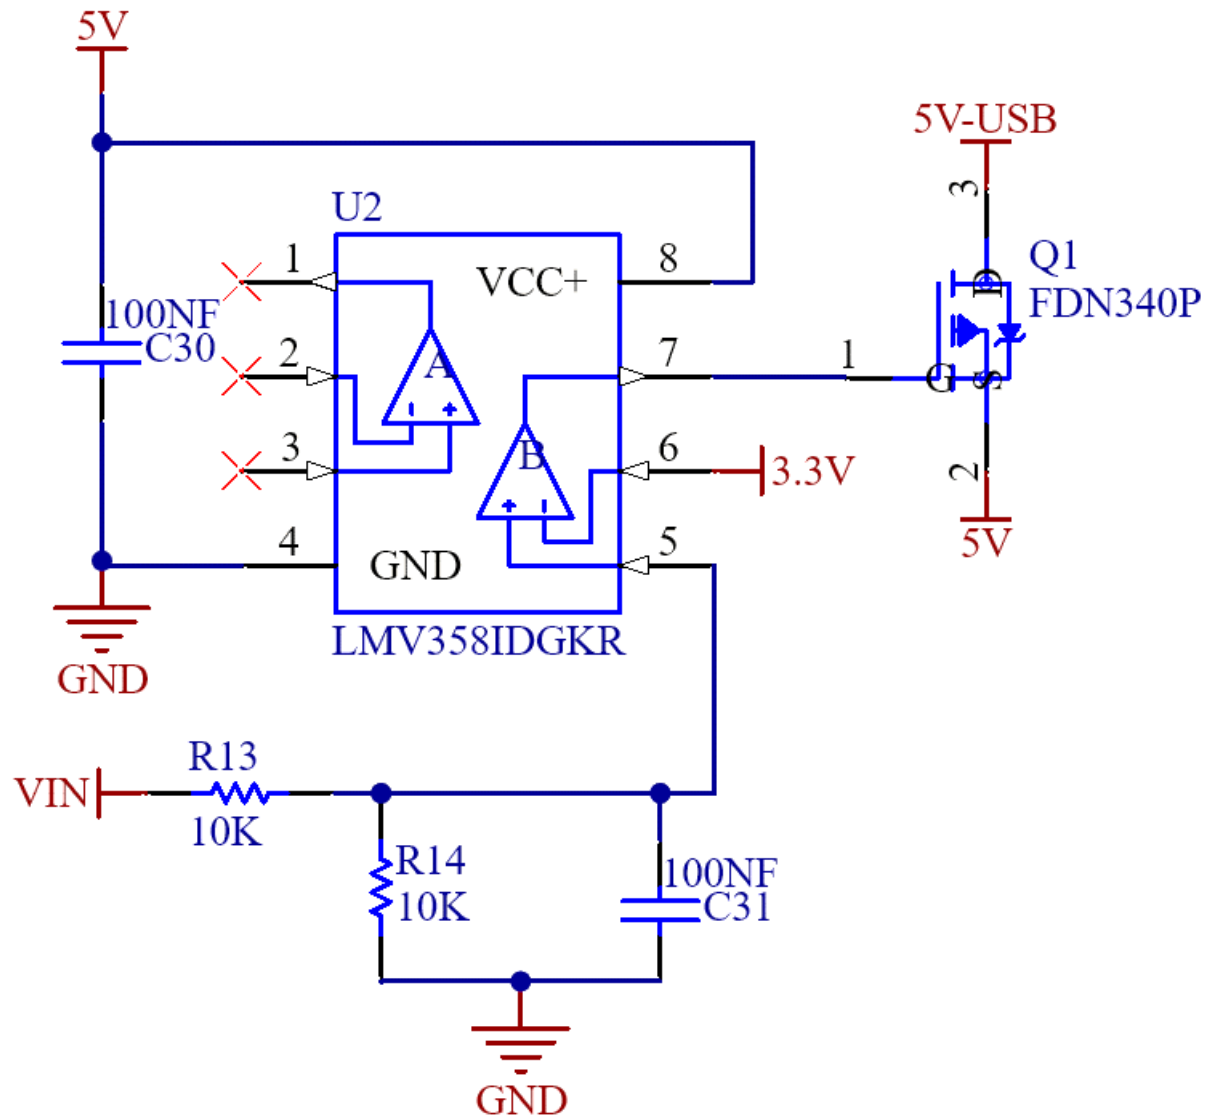 5V
5V-USB
3
U2
1
VCC+
8
D
Q1
FDN340P
100NF
C30
2
A
7
1
G
S
3
B
6
3.3V
2
5V
4
GND
5
LMV358IDGKR
GND
VIN
R13
10K
R14
10K
100NF
C31
GND